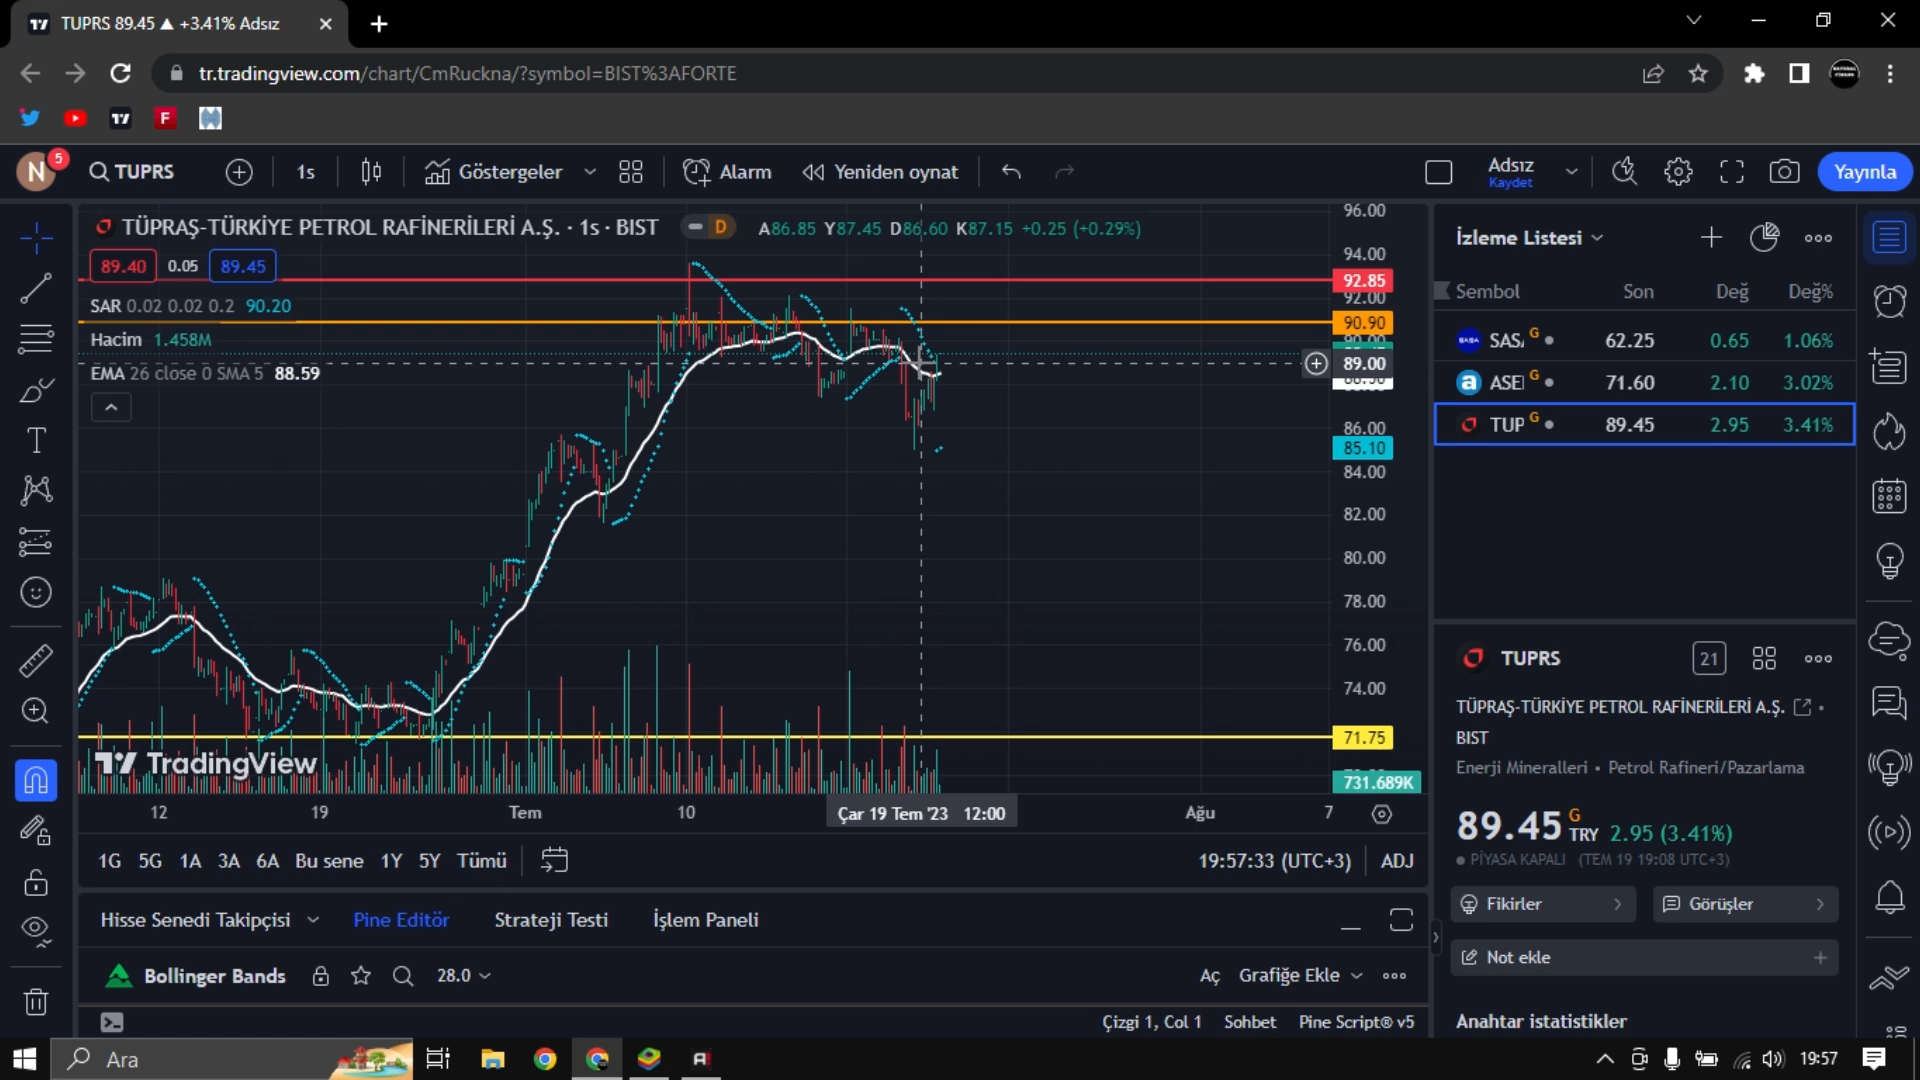 TUPRS 89.45 ▲ +3.41% Adsız
tr.tradingview.com/chart/CmRuckna/?symbol=BIST%3AFORTE
N 5 TUPRS 1s Göstergeler Alarm Yeniden oynat Adsız Kaydet Yayınla
TÜPRAŞ-TÜRKİYE PETROL RAFİNERİLERİ A.Ş. · 1s · BIST D A86.85 Y87.45 D86.60 K87.15 +0.25 (+0.29%)
89.40 0.05 89.45
SAR 0.02 0.02 0.2 90.20
Hacim 1.458M
EMA 26 close 0 SMA 5 88.59
96.00
94.00
92.85
92.00
90.90
89.00
86.00
85.10
84.00
82.00
80.00
78.00
76.00
74.00
71.75
731.689K
TradingView
12 19 Tem 10 Çar 19 Tem '23 12:00 Ağu 7
1G 5G 1A 3A 6A Bu sene 1Y 5Y Tümü 19:57:33 (UTC+3) ADJ
Hisse Senedi Takipçisi Pine Editör Strateji Testi İşlem Paneli
Bollinger Bands 28.0 Aç Grafiğe Ekle
Çizgi 1, Col 1 Sohbet Pine Script® v5
İzleme Listesi
Sembol Son Değ Değ%
SAS G 62.25 0.65 1.06%
ASE G 71.60 2.10 3.02%
TUP G 89.45 2.95 3.41%
TUPRS 21
TÜPRAŞ-TÜRKİYE PETROL RAFİNERİLERİ A.Ş.
BIST
Enerji Mineralleri • Petrol Rafineri/Pazarlama
89.45 G TRY 2.95 (3.41%)
PİYASA KAPALI (TEM 19 19:08 UTC+3)
Fikirler Görüşler
Not ekle
Anahtar istatistikler
Ara 19:57